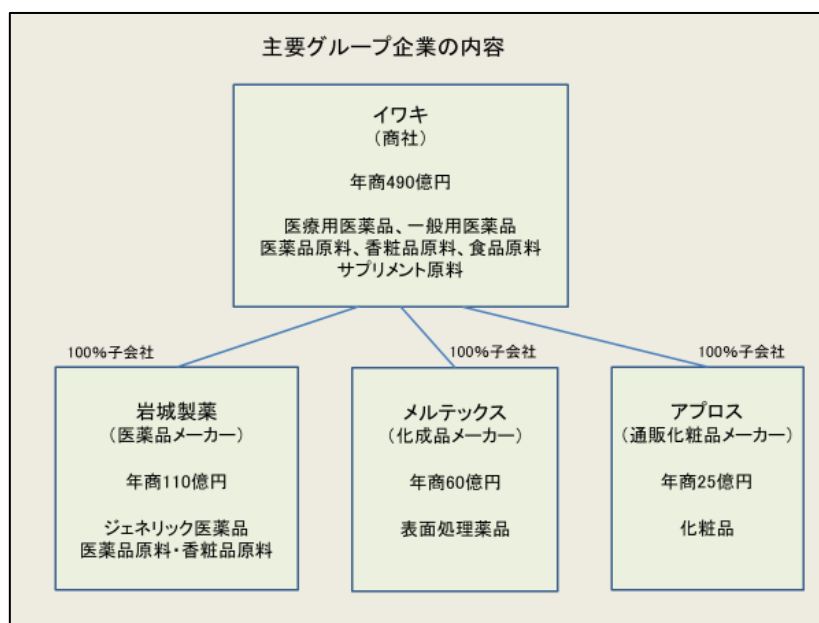 主要グループ企業の内容
イワキ
（商社）
年商490億円
医療用医薬品、一般用医薬品
医薬品原料、香粧品原料、食品原料
サプリメント原料
100%子会社
100%子会社
100%子会社
岩城製薬
（医薬品メーカー）
年商110億円
ジェネリック医薬品
医薬品原料・香粧品原料
メルテックス
（化成品メーカー）
年商60億円
表面処理薬品
アプロス
（通販化粧品メーカー）
年商25億円
化粧品